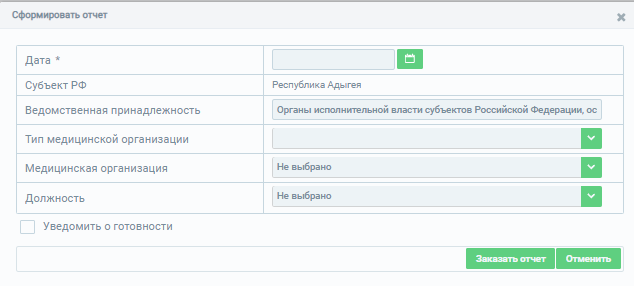 Сформировать отчет
Дата *
Субъект РФ Республика Адыгея
Ведомственная принадлежность Органы исполнительной власти субъектов Российской Федерации, ос
Тип медицинской организации
Медицинская организация Не выбрано
Должность Не выбрано
Уведомить о готовности
Заказать отчет Отменить